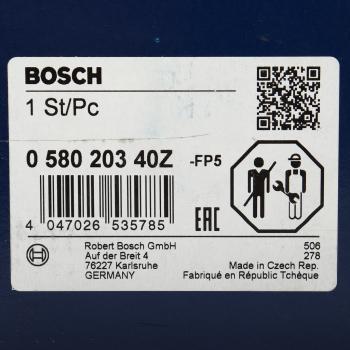 BOSCH
1 St/Pc
0 580 203 40Z -FP5
4 047026 535785
EAC
Robert Bosch GmbH
Auf der Breit 4
76227 Karlsruhe
GERMANY
506
278
Made in Czech Rep.
Fabriqué en République Tchèque